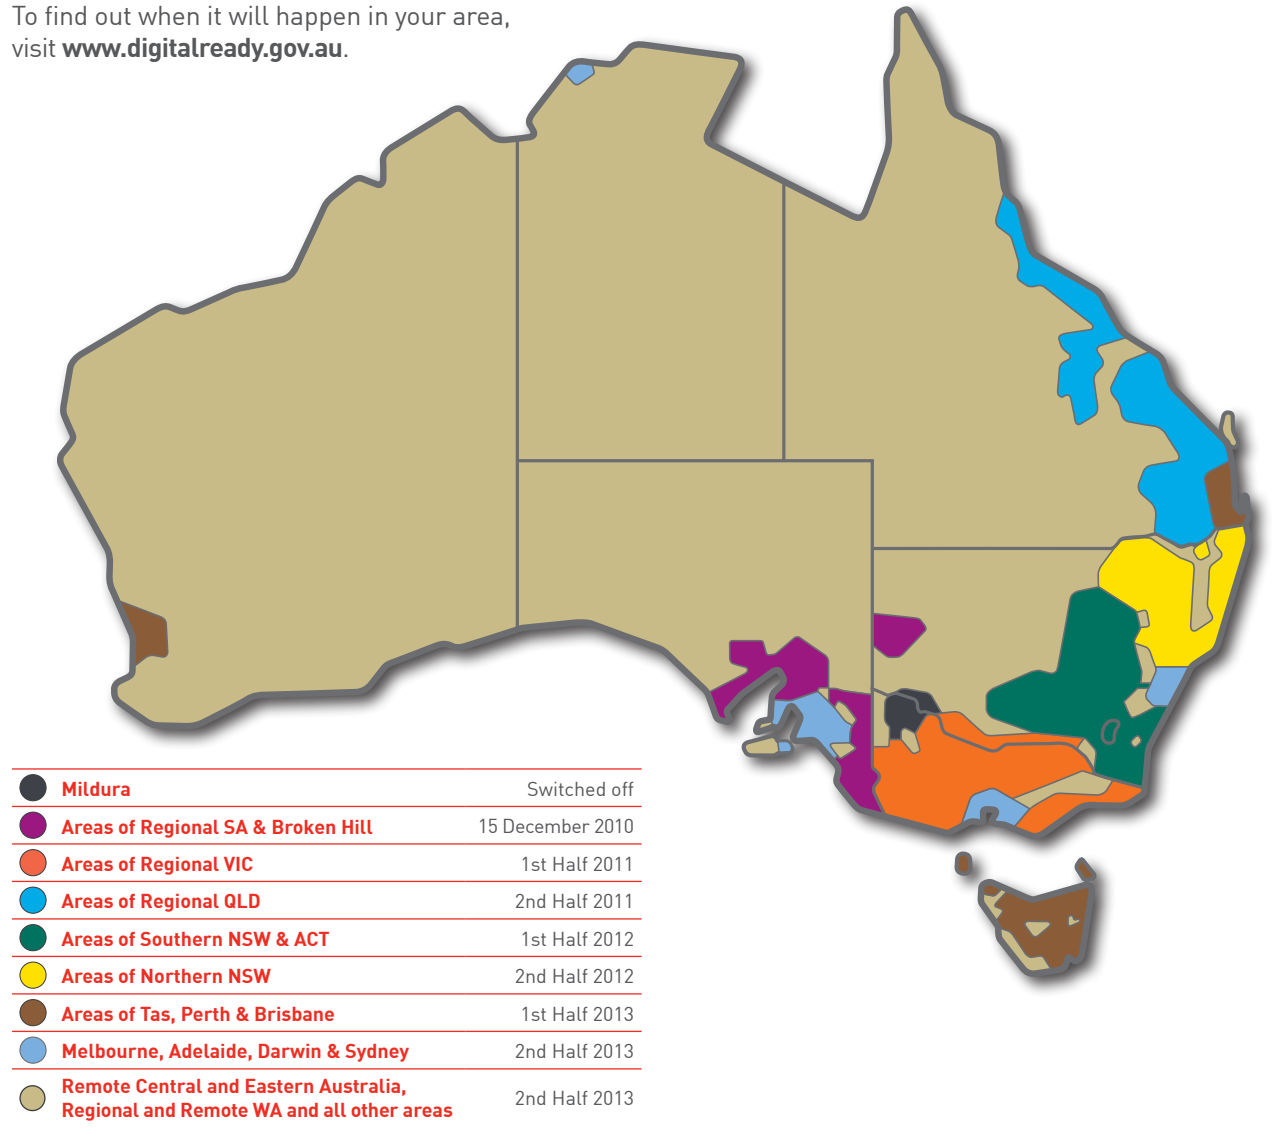 To find out when it will happen in your area,
visit www.digitalready.gov.au.
Mildura Switched off
Areas of Regional SA & Broken Hill 15 December 2010
Areas of Regional VIC 1st Half 2011
Areas of Regional QLD 2nd Half 2011
Areas of Southern NSW & ACT 1st Half 2012
Areas of Northern NSW 2nd Half 2012
Areas of Tas, Perth & Brisbane 1st Half 2013
Melbourne, Adelaide, Darwin & Sydney 2nd Half 2013
Remote Central and Eastern Australia,
Regional and Remote WA and all other areas 2nd Half 2013